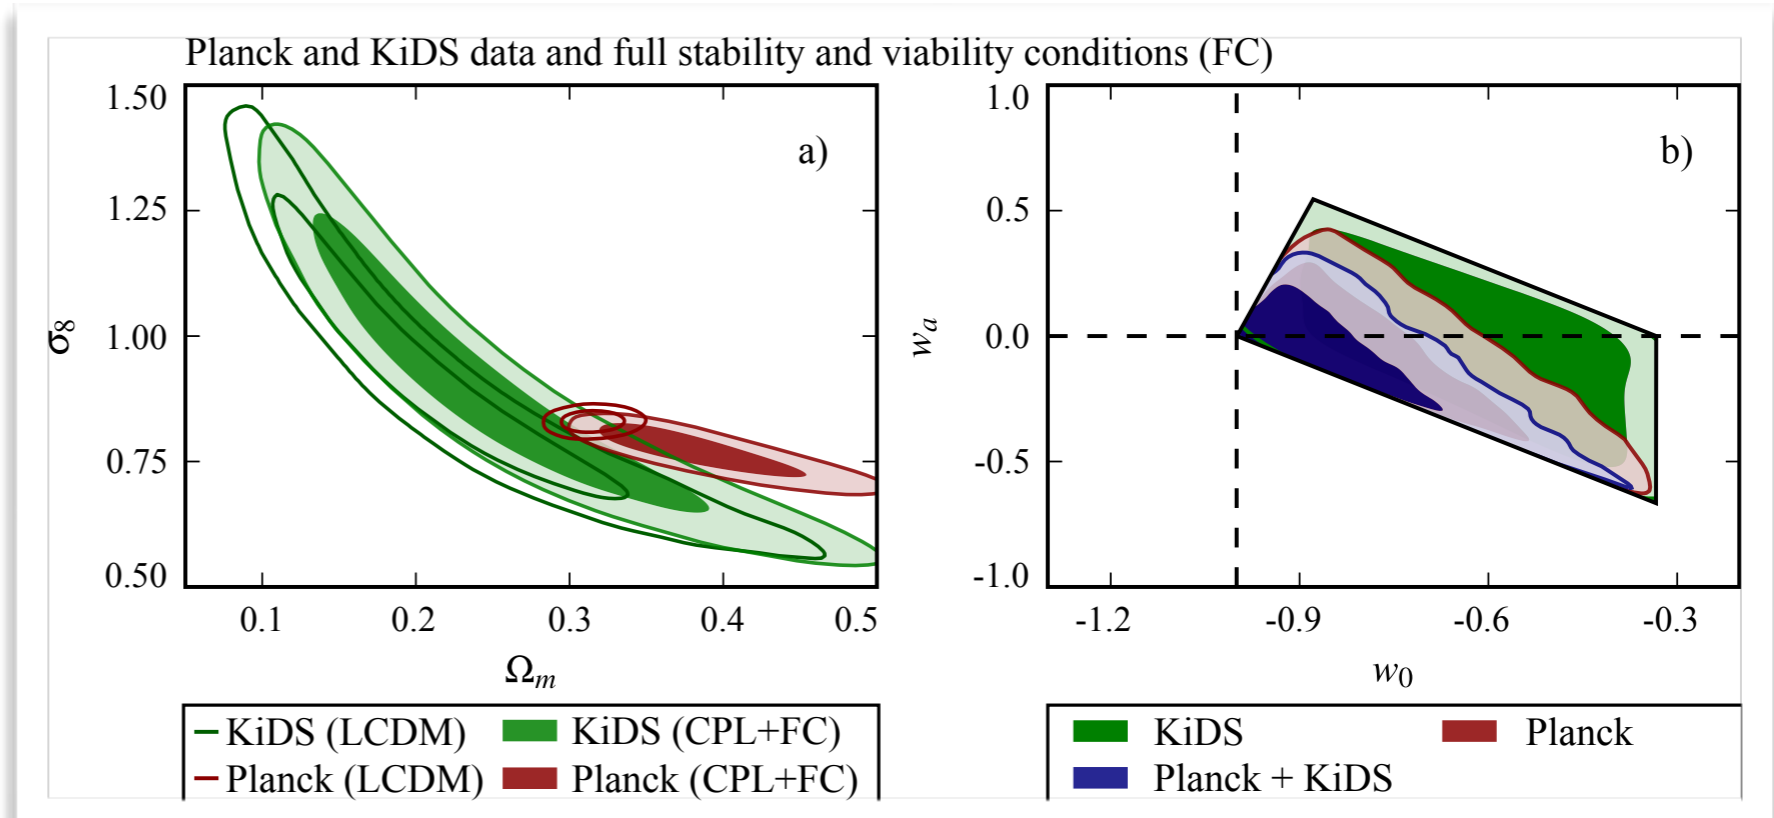 Planck and KiDS data and full stability and viability conditions (FC)
1.50
1.25
1.00
0.75
0.50
σ8
a)
0.1 0.2 0.3 0.4 0.5
Ωm
KiDS (LCDM) KiDS (CPL+FC)
Planck (LCDM) Planck (CPL+FC)
1.0
0.5
0.0
-0.5
-1.0
wa
b)
-1.2 -0.9 -0.6 -0.3
w0
KiDS Planck
Planck + KiDS